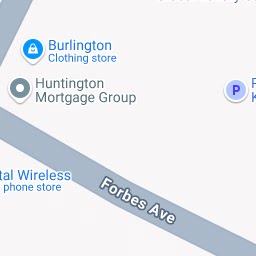 Burlington
Clothing store
Huntington
Mortgage Group
P
tal Wireless
phone store
Forbes Ave